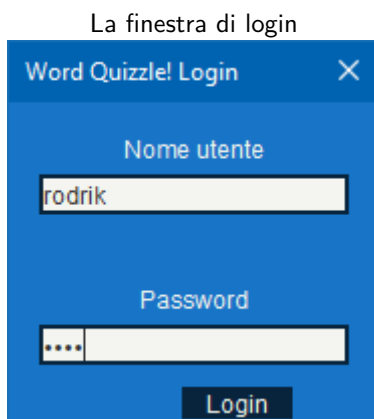 La finestra di login
Word Quizzle! Login
Nome utente
rodrik
Password
••••
Login